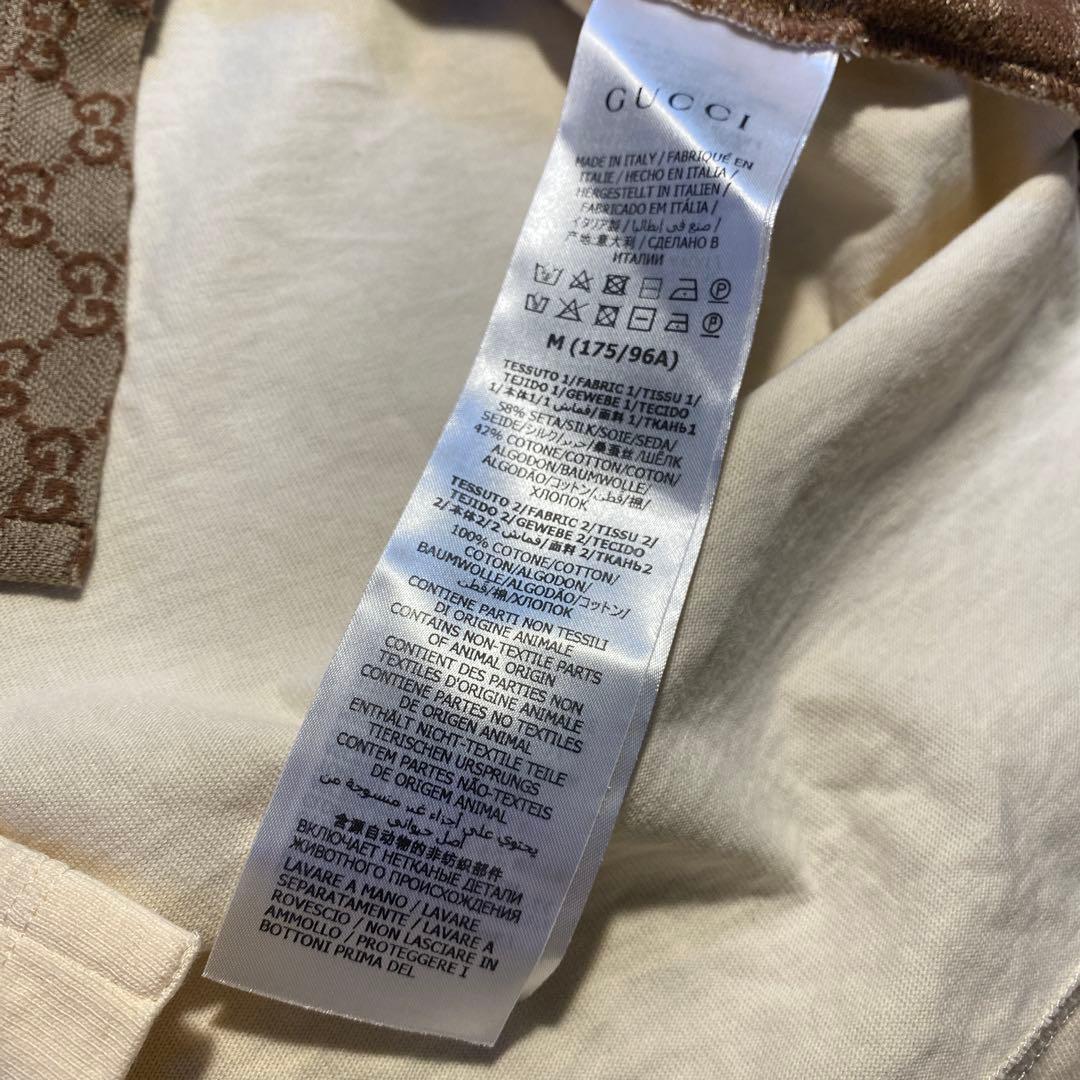 GUCCI
MADE IN ITALY / FABRIQUÉ EN
ITALIE / HECHO EN ITALIA /
HERGESTELLT IN ITALIEN /
FABRICADO EM ITÁLIA /
イタリア製 / صنع في إيطاليا /
产地:意大利 / СДЕЛАНО В
ИТАЛИИ
M (175/96A)
TESSUTO 1/FABRIC 1/TISSU 1/
TEJIDO 1/GEWEBE 1/TECIDO
1/本体1/1 قماش/面料 1/ТКАНЬ1
58% SETA/SILK/SOIE/SEDA/
SEIDE/シルク/حرير/桑蚕丝/ШЁЛК
42% COTONE/COTTON/COTON/
ALGODON/BAUMWOLLE/
ALGODÃO/コットン/قطن/棉/
ХЛОПОК
TESSUTO 2/FABRIC 2/TISSU 2/
TEJIDO 2/GEWEBE 2/TECIDO
2/本体2/2 قماش/面料 2/ТКАНЬ2
100% COTONE/COTTON/
COTON/ALGODON/
BAUMWOLLE/ALGODÃO/コットン/
قطن/棉/ХЛОПОК
CONTIENE PARTI NON TESSILI
DI ORIGINE ANIMALE
CONTAINS NON-TEXTILE PARTS
OF ANIMAL ORIGIN
CONTIENT DES PARTIES NON
TEXTILES D'ORIGINE ANIMALE
CONTIENE PARTES NO TEXTILES
DE ORIGEN ANIMAL
ENTHÄLT NICHT-TEXTILE TEILE
TIERISCHEN URSPRUNGS
CONTEM PARTES NÃO-TEXTEIS
DE ORIGEM ANIMAL
يحتوي على أجزاء غير منسوجة من
أصل حيواني
含源自动物的非纺织部件
ВКЛЮЧАЕТ НЕТКАНЫЕ ДЕТАЛИ
ЖИВОТНОГО ПРОИСХОЖДЕНИЯ
LAVARE A MANO / LAVARE
SEPARATAMENTE / LAVARE A
ROVESCIO / NON LASCIARE IN
AMMOLLO / PROTEGGERE I
BOTTONI PRIMA DEL